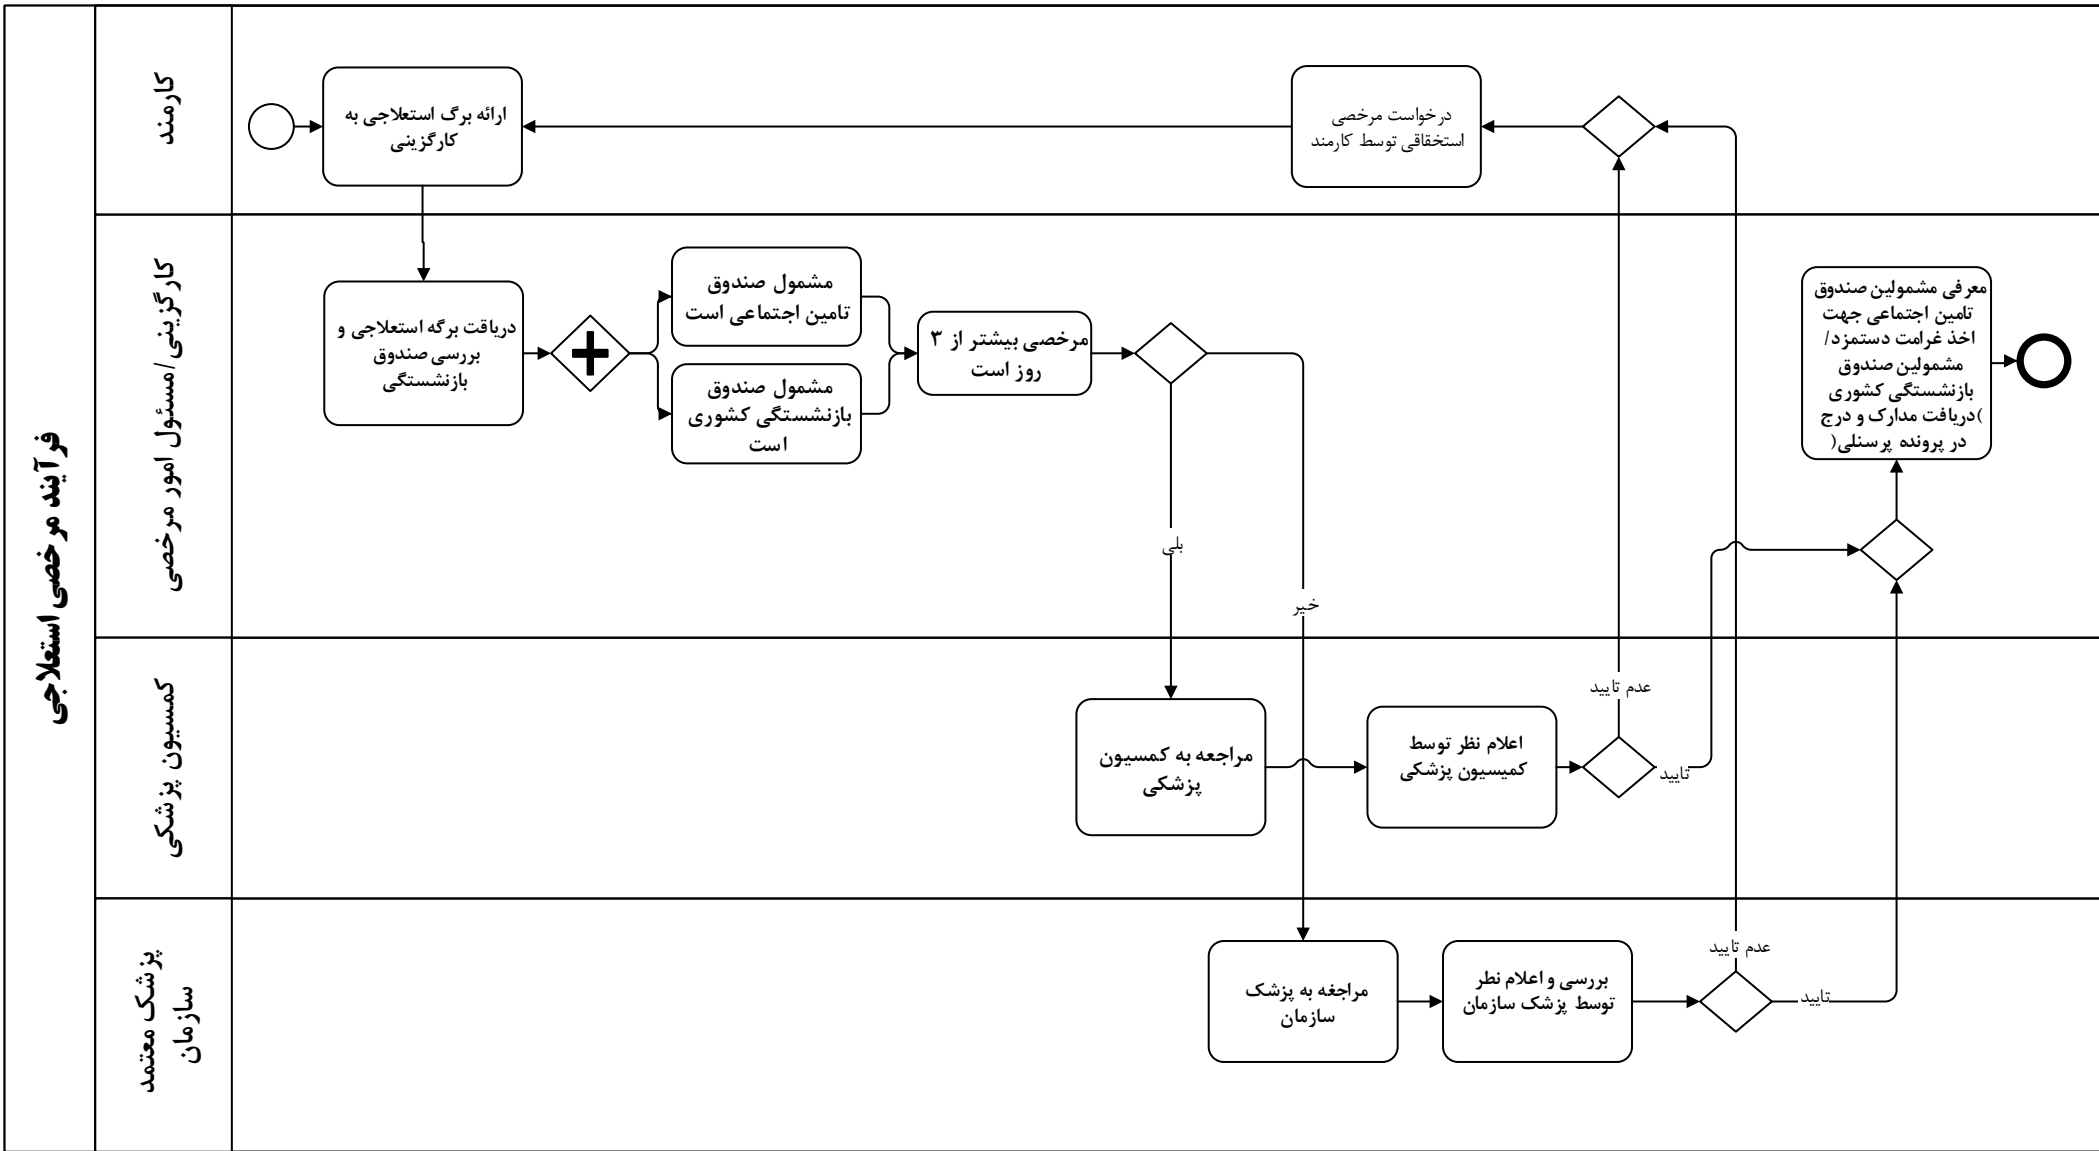 فرآیند مرخصی استعلاجی
کارمند
ارائه برگ استعلاجی به
کارگزینی
درخواست مرخصی
استخقاقی توسط کارمند
کارگزینی/مسئول امور مرخصی
دریاقت برگه استعلاجی و
بررسی صندوق
بازنشستگی
مشمول صندوق
تامین اجتماعی است
مشمول صندوق
بازنشستگی کشوری
است
مرخصی بیشتر از ۳
روز است
بلی
خیر
معرفی مشمولین صندوق
تامین اجتماعی جهت
اخذ غرامت دستمزد/
مشمولین صندوق
بازنشستگی کشوری
)دریافت مدارک و درج
در پرونده پرسنلی(
کمسیون پزشکی
مراجعه به کمسیون
پزشکی
اعلام نظر توسط
کمیسیون پزشکی
عدم تایید
تایید
پزشک معتمد
سازمان
مراجغه به پزشک
سازمان
بررسی و اعلام نطر
توسط پزشک سازمان
عدم تایید
تایید